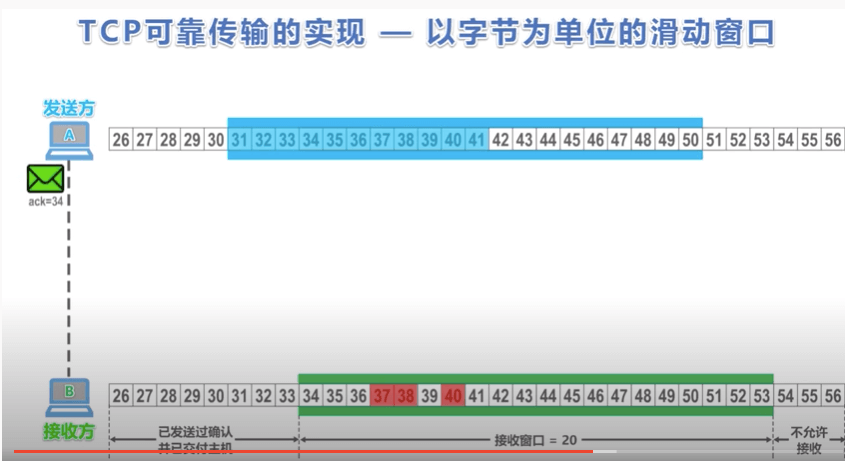 TCP可靠传输的实现 — 以字节为单位的滑动窗口
发送方
A
26 27 28 29 30 31 32 33 34 35 36 37 38 39 40 41 42 43 44 45 46 47 48 49 50 51 52 53 54 55 56
ack=34
B
26 27 28 29 30 31 32 33 34 35 36 37 38 39 40 41 42 43 44 45 46 47 48 49 50 51 52 53 54 55 56
接收方
已发送过确认
并已交付主机
接收窗口 = 20
不允许
接收